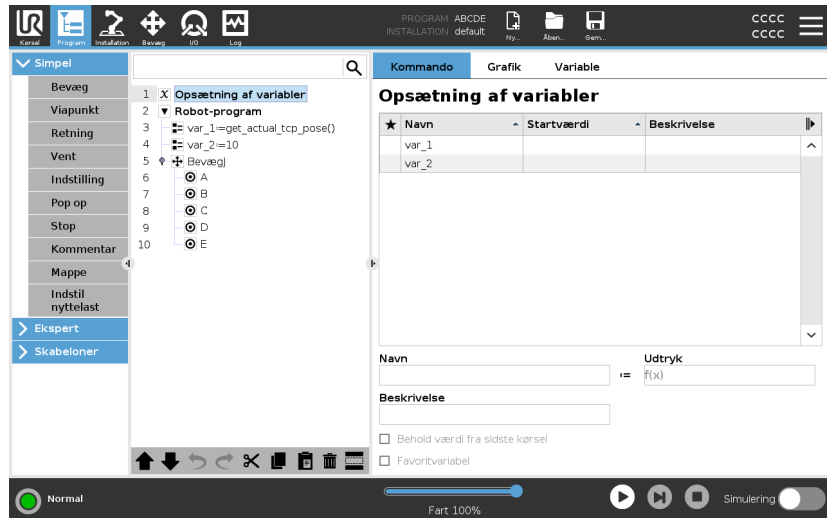 UR
PROGRAM ABCDE
INSTALLATION default
CCCC
CCCC
Kørsel Program Installation Bevæg I/O Log Ny... Åben... Gem...
Simpel
Bevæg
Viapunkt
Retning
Vent
Indstilling
Pop op
Stop
Kommentar
Mappe
Indstil
nyttelast
Ekspert
Skabeloner
1 X Opsætning af variabler
2 Robot-program
3 var_1≔get_actual_tcp_pose()
4 var_2≔10
5 BevægJ
6 A
7 B
8 C
9 D
10 E
Kommando Grafik Variable
Opsætning af variabler
Navn Startværdi Beskrivelse
var_1
var_2
Navn Udtryk
≔ f(x)
Beskrivelse
Behold værdi fra sidste kørsel
Favoritvariabel
Normal
Fart 100%
Simulering